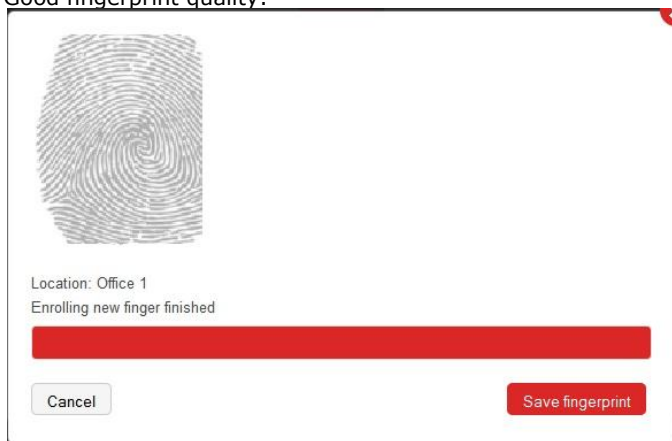 Good fingerprint quality:
Location: Office 1
Enrolling new finger finished
Cancel
Save fingerprint